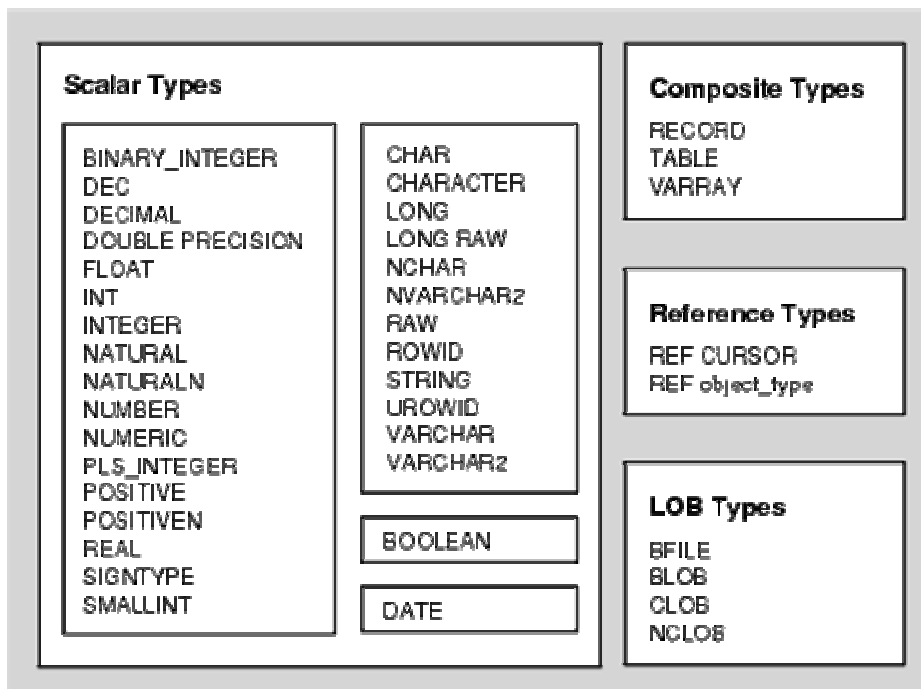 Scalar Types
BINARY_INTEGER
DEC
DECIMAL
DOUBLE PRECISION
FLOAT
INT
INTEGER
NATURAL
NATURALN
NUMBER
NUMERIC
PLS_INTEGER
POSITIVE
POSITIVEN
REAL
SIGNTYPE
SMALLINT
CHAR
CHARACTER
LONG
LONG RAW
NCHAR
NVARCHAR2
RAW
ROWID
STRING
UROWID
VARCHAR
VARCHAR2
BOOLEAN
DATE
Composite Types
RECORD
TABLE
VARRAY
Reference Types
REF CURSOR
REF object_type
LOB Types
BFILE
BLOB
CLOB
NCLOB